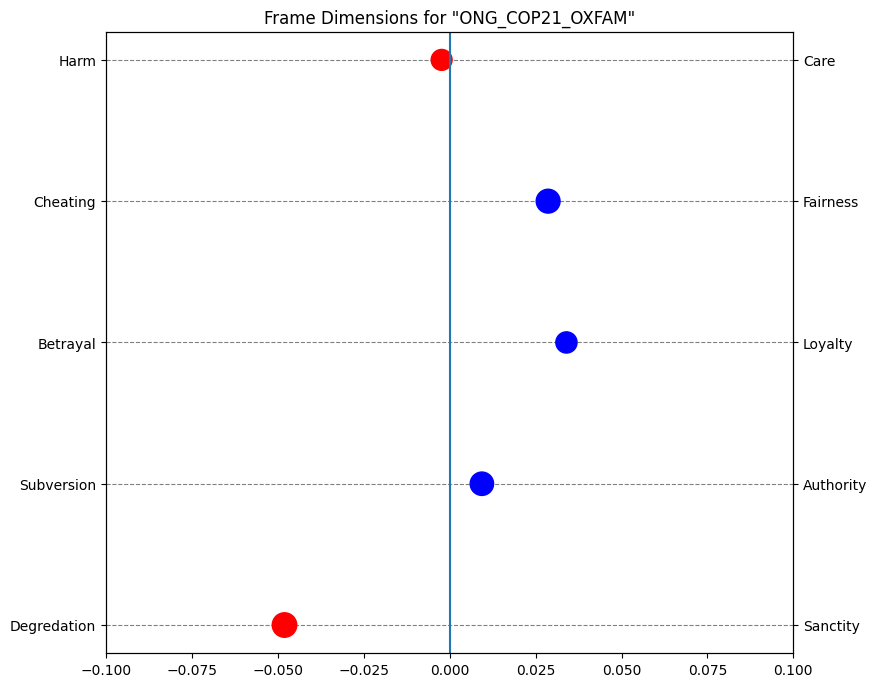 Frame Dimensions for "ONG_COP21_OXFAM"
Harm
Care
Cheating
Fairness
Betrayal
Loyalty
Subversion
Authority
Degredation
Sanctity
−0.100 −0.075 −0.050 −0.025 0.000 0.025 0.050 0.075 0.100